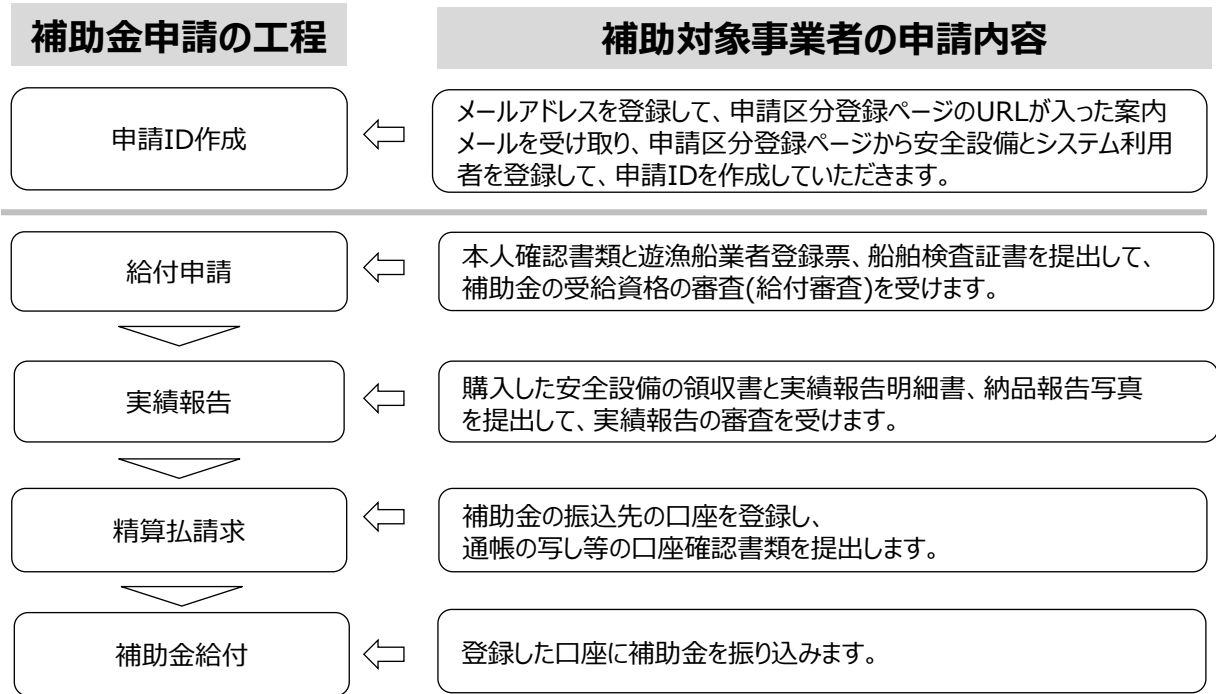 補助金申請の工程
補助対象事業者の申請内容
申請ID作成
メールアドレスを登録して、申請区分登録ページのURLが入った案内
メールを受け取り、申請区分登録ページから安全設備とシステム利用
者を登録して、申請IDを作成していただきます。
給付申請
本人確認書類と遊漁船業者登録票、船舶検査証書を提出して、
補助金の受給資格の審査(給付審査)を受けます。
実績報告
購入した安全設備の領収書と実績報告明細書、納品報告写真
を提出して、実績報告の審査を受けます。
精算払請求
補助金の振込先の口座を登録し、
通帳の写し等の口座確認書類を提出します。
補助金給付
登録した口座に補助金を振り込みます。